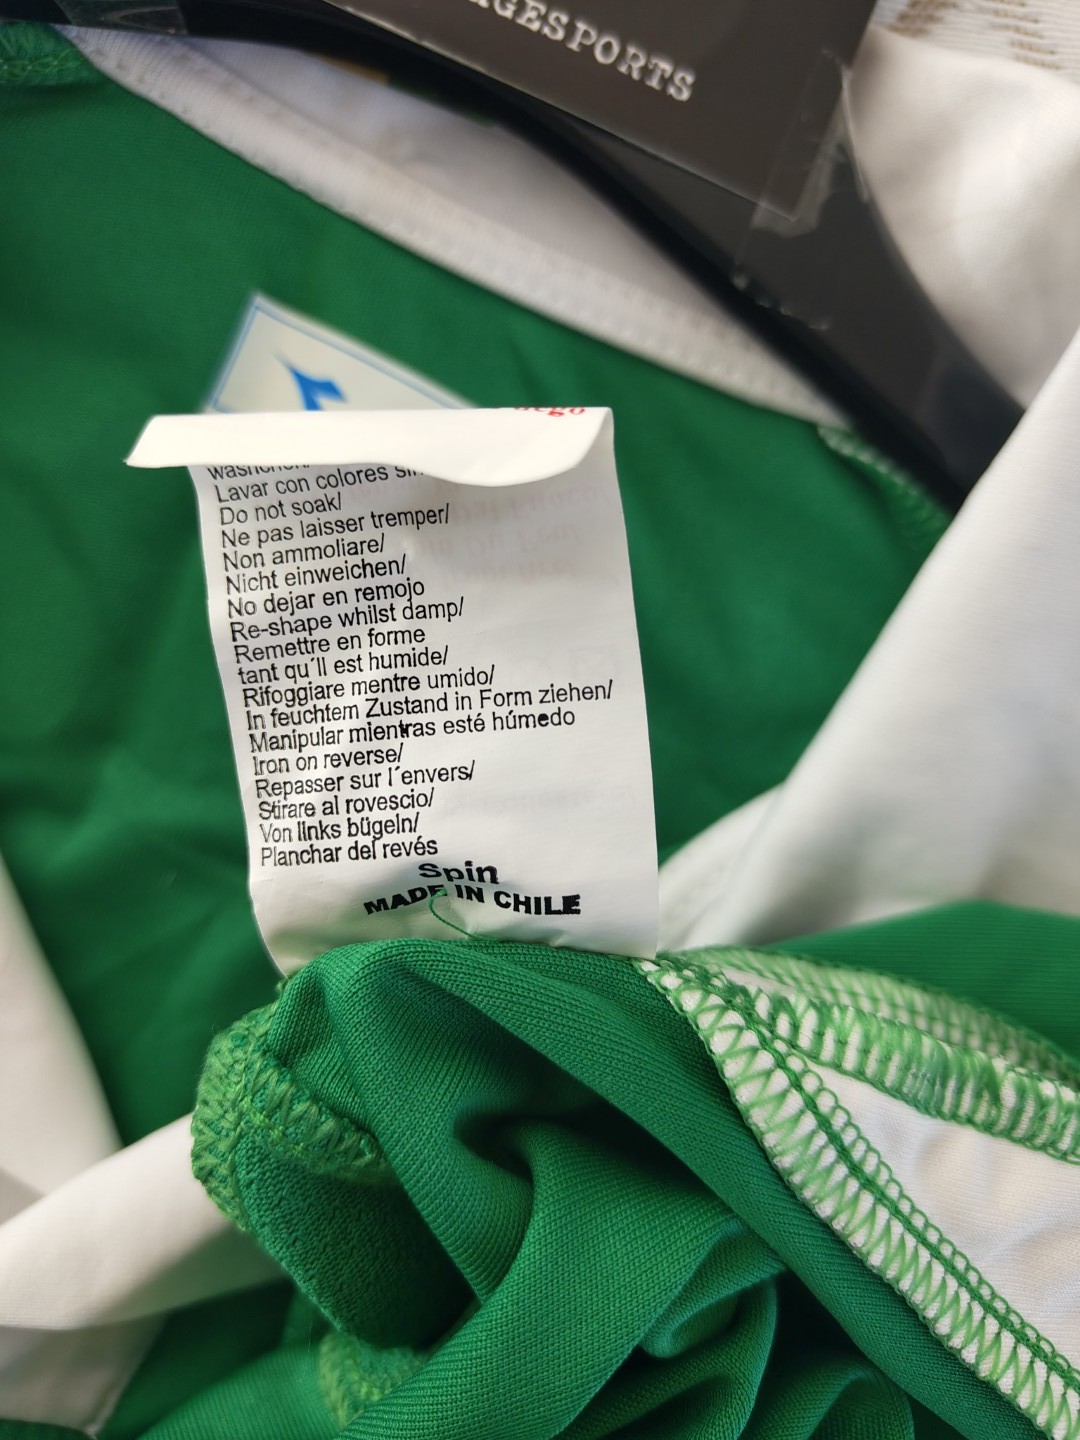 GESPORTS
Lavar con colores
Do not soak/
Ne pas laisser tremper/
Non ammoliare/
Nicht einweichen/
No dejar en remojo
Re-shape whilst damp/
Remettre en forme
tant qu´ll est humide/
Rifoggiare mentre umido/
In feuchtem Zustand in Form ziehen/
Manipular mientras esté húmedo
Iron on reverse/
Repasser sur l´envers/
Stirare al rovescio/
Von links bügeln/
Planchar del revés
Spin
MADE IN CHILE